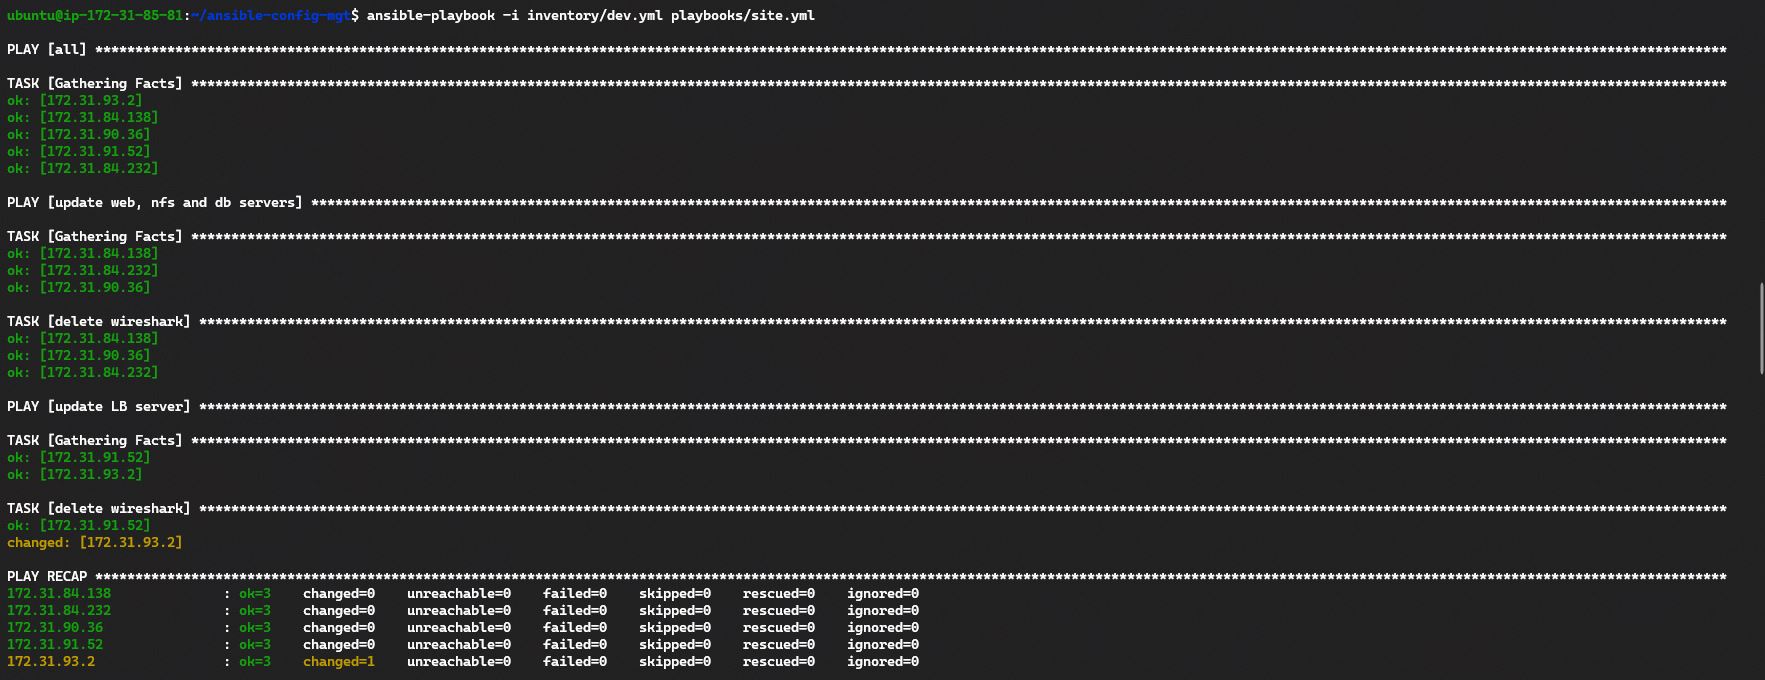 ubuntu@ip-172-31-85-81:~/ansible-config-mgt$ ansible-playbook -i inventory/dev.yml playbooks/site.yml
PLAY [all] ****************************************************************************************************
TASK [Gathering Facts] ****************************************************************************************************
ok: [172.31.93.2]
ok: [172.31.84.138]
ok: [172.31.90.36]
ok: [172.31.91.52]
ok: [172.31.84.232]
PLAY [update web, nfs and db servers] ****************************************************************************************************
TASK [Gathering Facts] ****************************************************************************************************
ok: [172.31.84.138]
ok: [172.31.84.232]
ok: [172.31.90.36]
TASK [delete wireshark] ****************************************************************************************************
ok: [172.31.84.138]
ok: [172.31.90.36]
ok: [172.31.84.232]
PLAY [update LB server] ****************************************************************************************************
TASK [Gathering Facts] ****************************************************************************************************
ok: [172.31.91.52]
ok: [172.31.93.2]
TASK [delete wireshark] ****************************************************************************************************
ok: [172.31.91.52]
changed: [172.31.93.2]
PLAY RECAP ****************************************************************************************************
172.31.84.138 : ok=3 changed=0 unreachable=0 failed=0 skipped=0 rescued=0 ignored=0
172.31.84.232 : ok=3 changed=0 unreachable=0 failed=0 skipped=0 rescued=0 ignored=0
172.31.90.36 : ok=3 changed=0 unreachable=0 failed=0 skipped=0 rescued=0 ignored=0
172.31.91.52 : ok=3 changed=0 unreachable=0 failed=0 skipped=0 rescued=0 ignored=0
172.31.93.2 : ok=3 changed=1 unreachable=0 failed=0 skipped=0 rescued=0 ignored=0